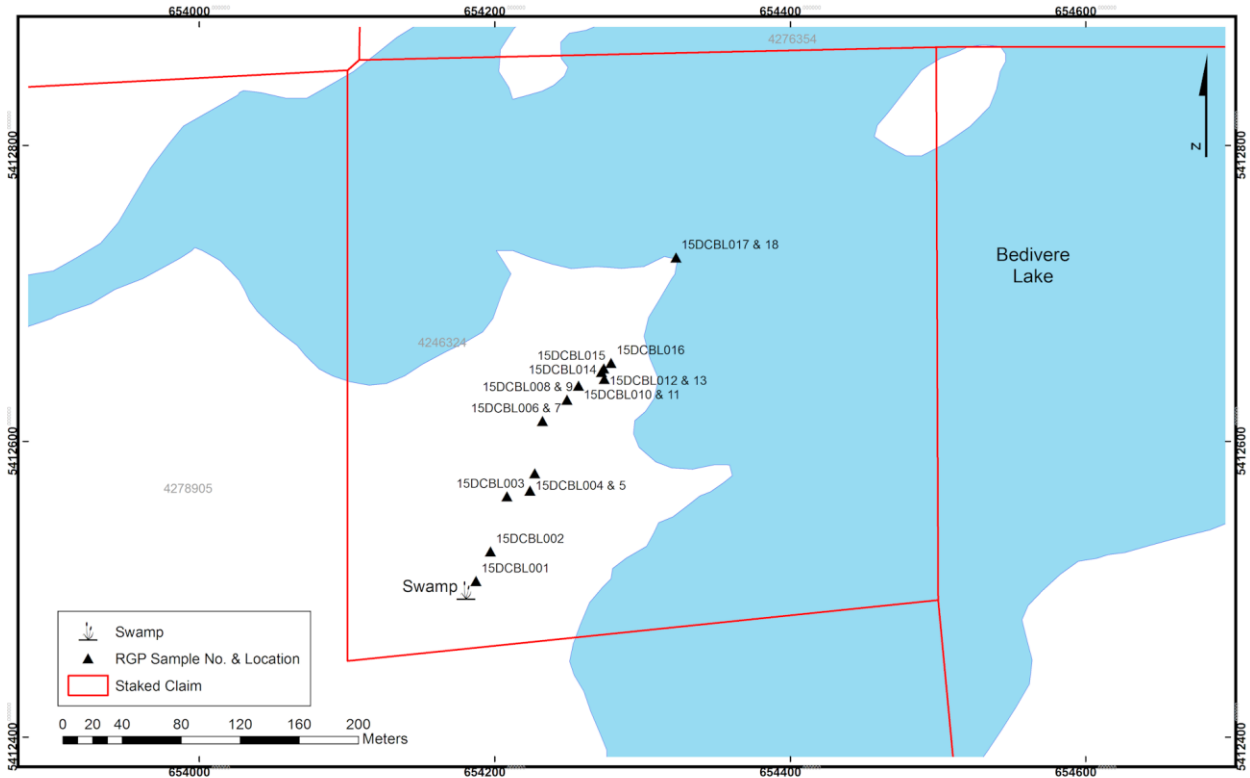 654000
654200
654400
654600
4276354
5412800
5412800
Z
15DCBL017 & 18
Bedivere
Lake
4246324
15DCBL016
15DCBL015
15DCBL014
15DCBL012 & 13
15DCBL008 & 9
15DCBL010 & 11
15DCBL006 & 7
5412600
5412600
4278905
15DCBL003
15DCBL004 & 5
15DCBL002
15DCBL001
Swamp
Swamp
RGP Sample No. & Location
Staked Claim
0 20 40 80 120 160 200
Meters
5412400
5412400
654000
654200
654400
654600